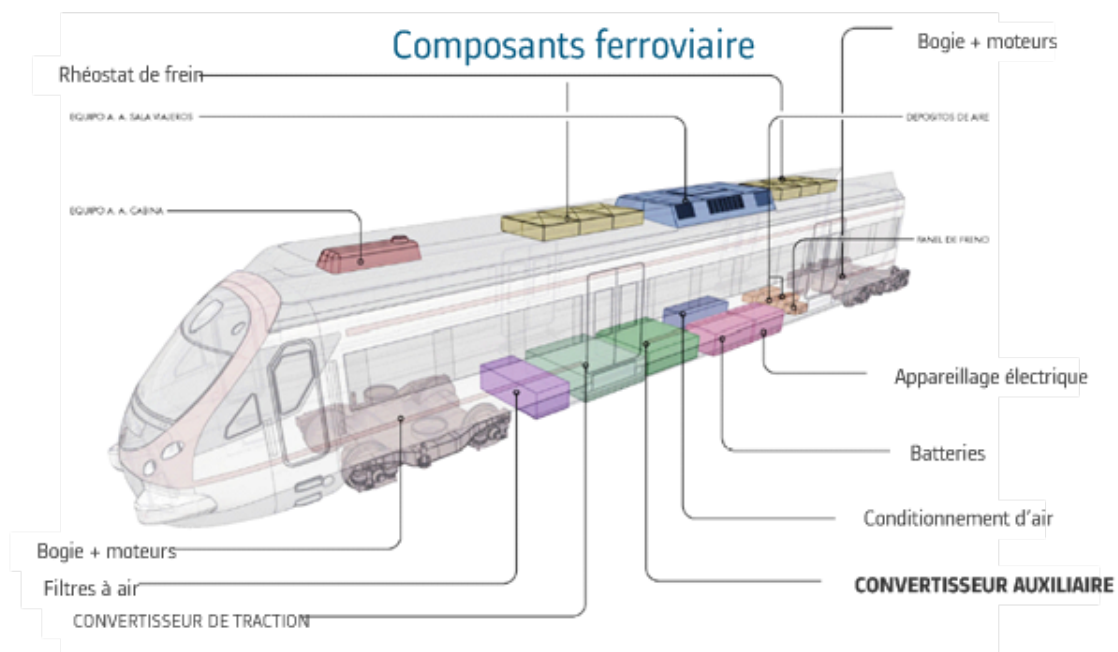 Composants ferroviaire
Bogie + moteurs
Rhéostat de frein
EQUIPO A. A. SALA VIAJEROS
DEPOSITOS DE AIRE
EQUIPO A. A. CABINA
PANEL DE FRENO
Appareillage électrique
Batteries
Conditionnement d'air
Bogie + moteurs
Filtres à air
CONVERTISSEUR AUXILIAIRE
CONVERTISSEUR DE TRACTION